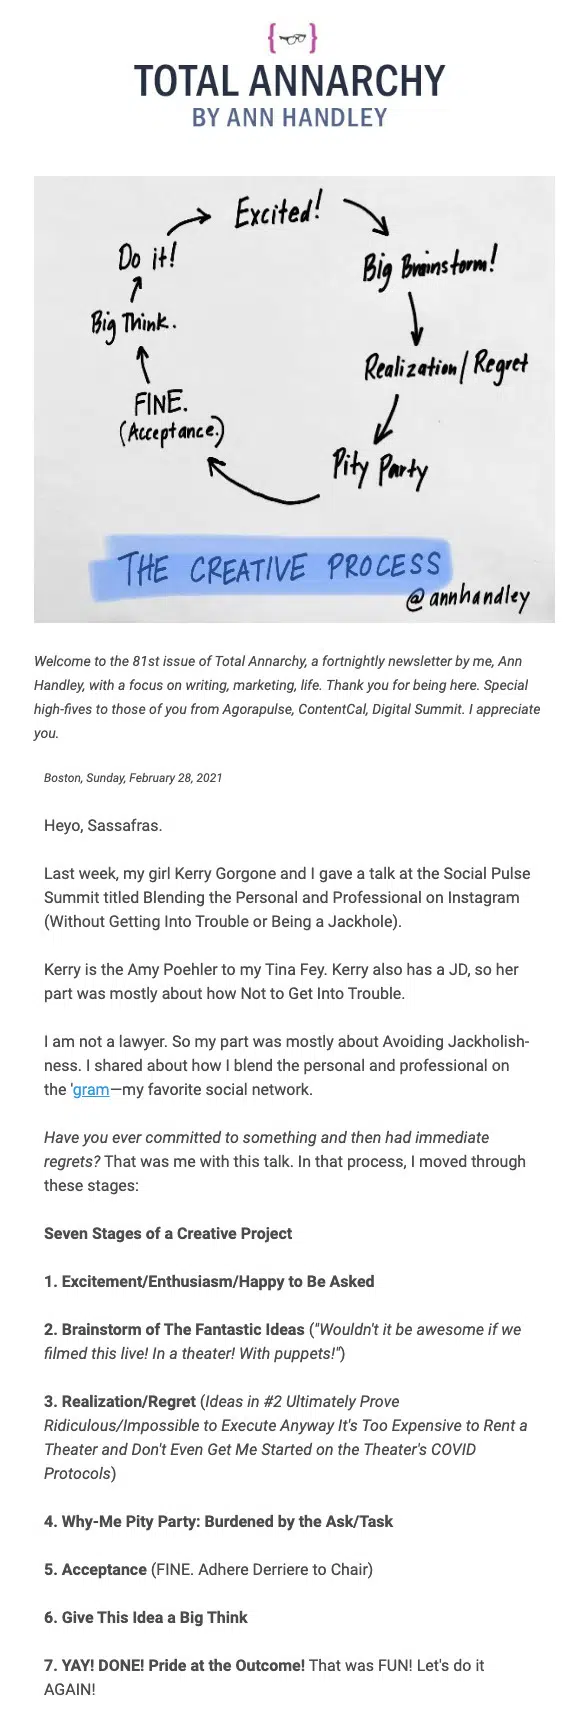 TOTAL ANNARCHY
BY ANN HANDLEY
Excited!
Do it!
Big Brainstorm!
Big Think.
Realization/Regret
FINE.
(Acceptance.)
Pity Party
THE CREATIVE PROCESS
@annhandley
Welcome to the 81st issue of Total Annarchy, a fortnightly newsletter by me, Ann
Handley, with a focus on writing, marketing, life. Thank you for being here. Special
high-fives to those of you from Agorapulse, ContentCal, Digital Summit. I appreciate
you.
Boston, Sunday, February 28, 2021
Heyo, Sassafras.
Last week, my girl Kerry Gorgone and I gave a talk at the Social Pulse
Summit titled Blending the Personal and Professional on Instagram
(Without Getting Into Trouble or Being a Jackhole).
Kerry is the Amy Poehler to my Tina Fey. Kerry also has a JD, so her
part was mostly about how Not to Get Into Trouble.
I am not a lawyer. So my part was mostly about Avoiding Jackholish-
ness. I shared about how I blend the personal and professional on
the 'gram—my favorite social network.
Have you ever committed to something and then had immediate
regrets? That was me with this talk. In that process, I moved through
these stages:
Seven Stages of a Creative Project
1. Excitement/Enthusiasm/Happy to Be Asked
2. Brainstorm of The Fantastic Ideas ("Wouldn't it be awesome if we
filmed this live! In a theater! With puppets!")
3. Realization/Regret (Ideas in #2 Ultimately Prove
Ridiculous/Impossible to Execute Anyway It's Too Expensive to Rent a
Theater and Don't Even Get Me Started on the Theater's COVID
Protocols)
4. Why-Me Pity Party: Burdened by the Ask/Task
5. Acceptance (FINE. Adhere Derriere to Chair)
6. Give This Idea a Big Think
7. YAY! DONE! Pride at the Outcome! That was FUN! Let's do it
AGAIN!